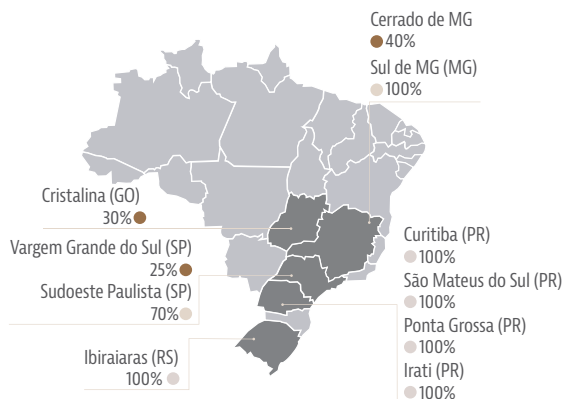 Cerrado de MG
40%
Sul de MG (MG)
100%
Cristalina (GO)
30%
Vargem Grande do Sul (SP)
25%
Sudoeste Paulista (SP)
70%
Ibiraiaras (RS)
100%
Curitiba (PR)
100%
São Mateus do Sul (PR)
100%
Ponta Grossa (PR)
100%
Irati (PR)
100%